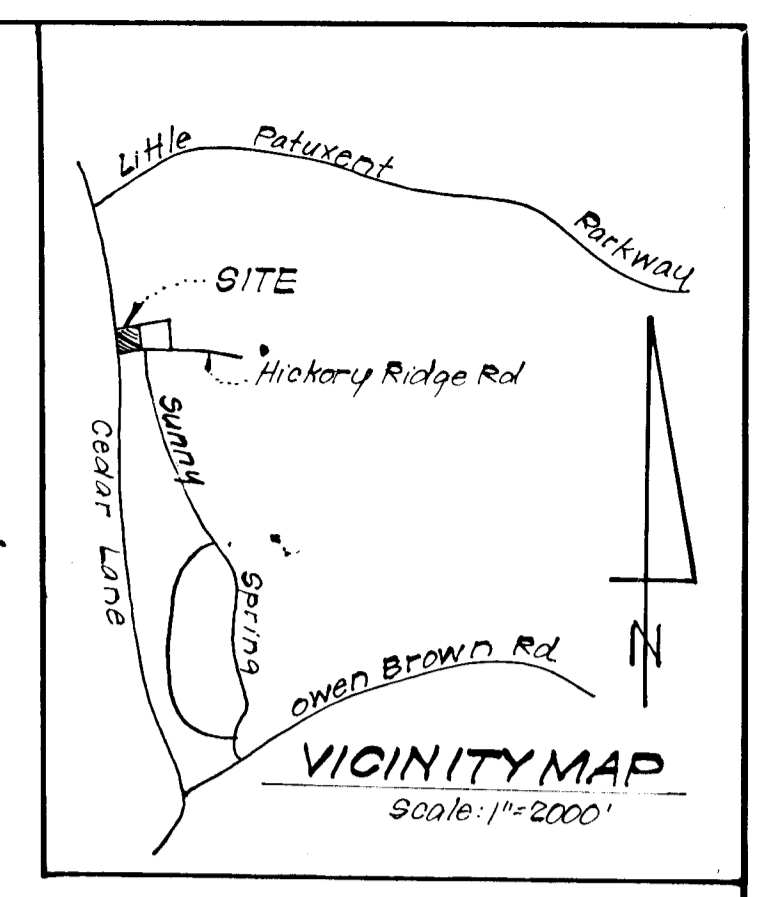 Little Patuxent Parkway
SITE
Hickory Ridge Rd
Cedar Lane
Sunny Spring
Owen Brown Rd
N
VICINITY MAP
Scale: 1"=2000'